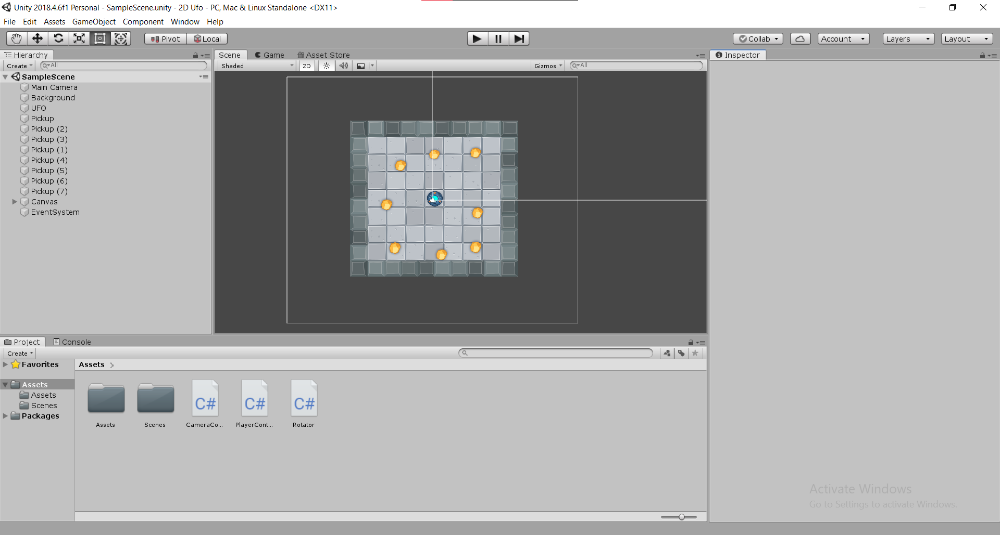 Unity 2018.4.6f1 Personal - SampleScene.unity - 2D Ufo - PC, Mac & Linux Standalone <DX11>
File Edit Assets GameObject Component Window Help
Pivot Local Collab Account Layers Layout
Hierarchy
Create All
SampleScene
Main Camera
Background
UFO
Pickup
Pickup (2)
Pickup (3)
Pickup (1)
Pickup (4)
Pickup (5)
Pickup (6)
Pickup (7)
Canvas
EventSystem
Scene Game Asset Store
Shaded 2D Gizmos All
Inspector
Project Console
Create
Favorites
Assets
Assets
Scenes
Packages
Assets
Assets Scenes CameraCo... PlayerCont... Rotator
C# C# C#
Activate Windows
Go to Settings to activate Windows.